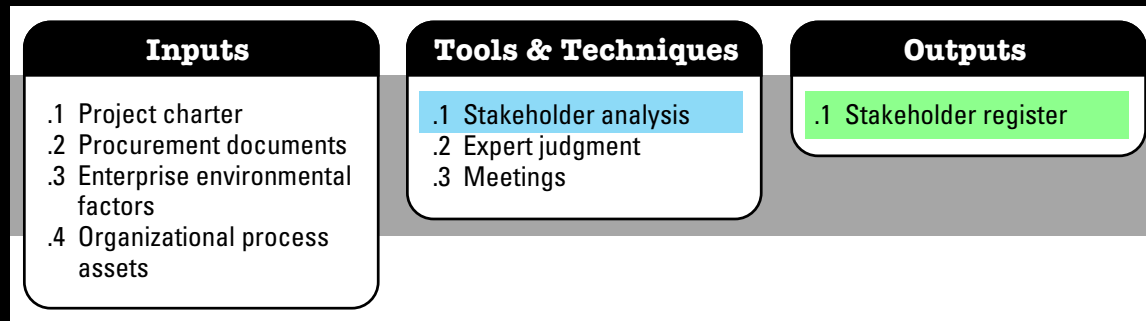 Inputs
.1 Project charter
.2 Procurement documents
.3 Enterprise environmental
factors
.4 Organizational process
assets
Tools & Techniques
.1 Stakeholder analysis
.2 Expert judgment
.3 Meetings
Outputs
.1 Stakeholder register